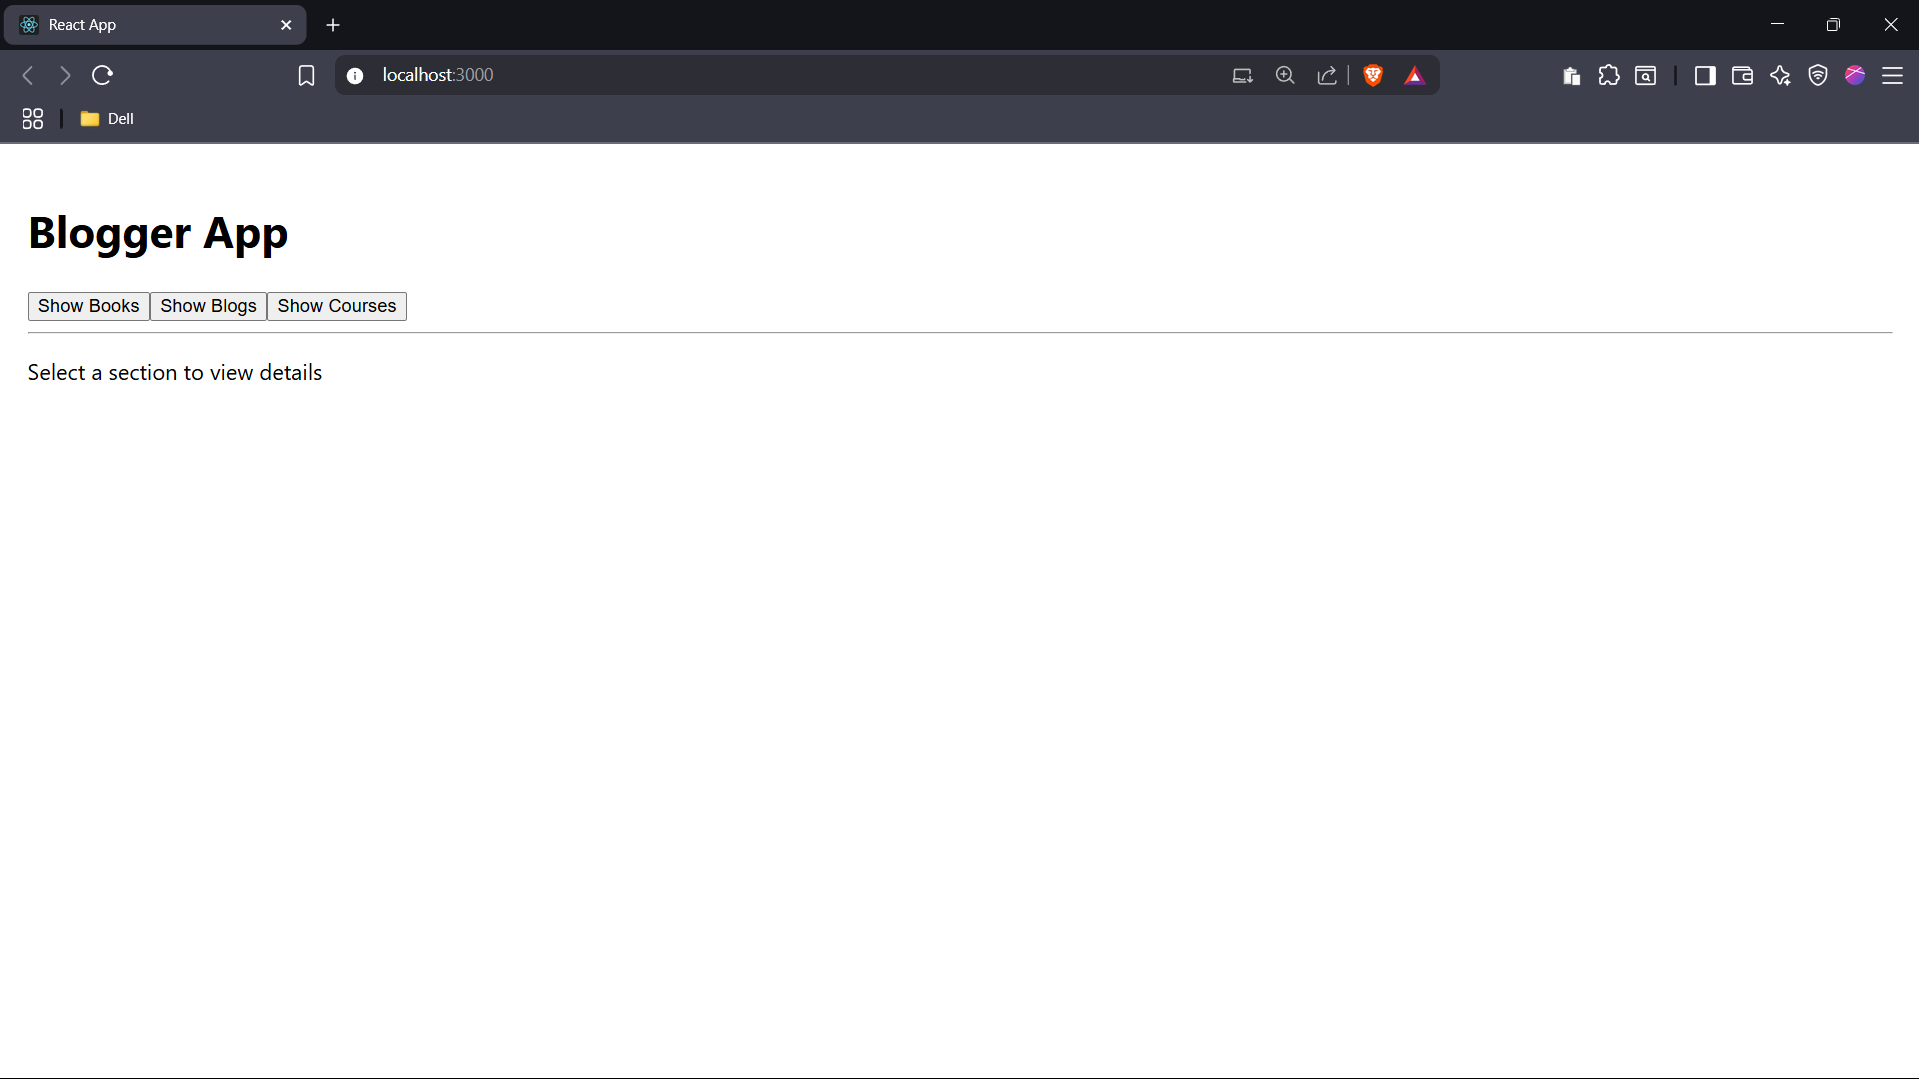 React App
localhost:3000
Dell
Blogger App
Show Books Show Blogs Show Courses
Select a section to view details